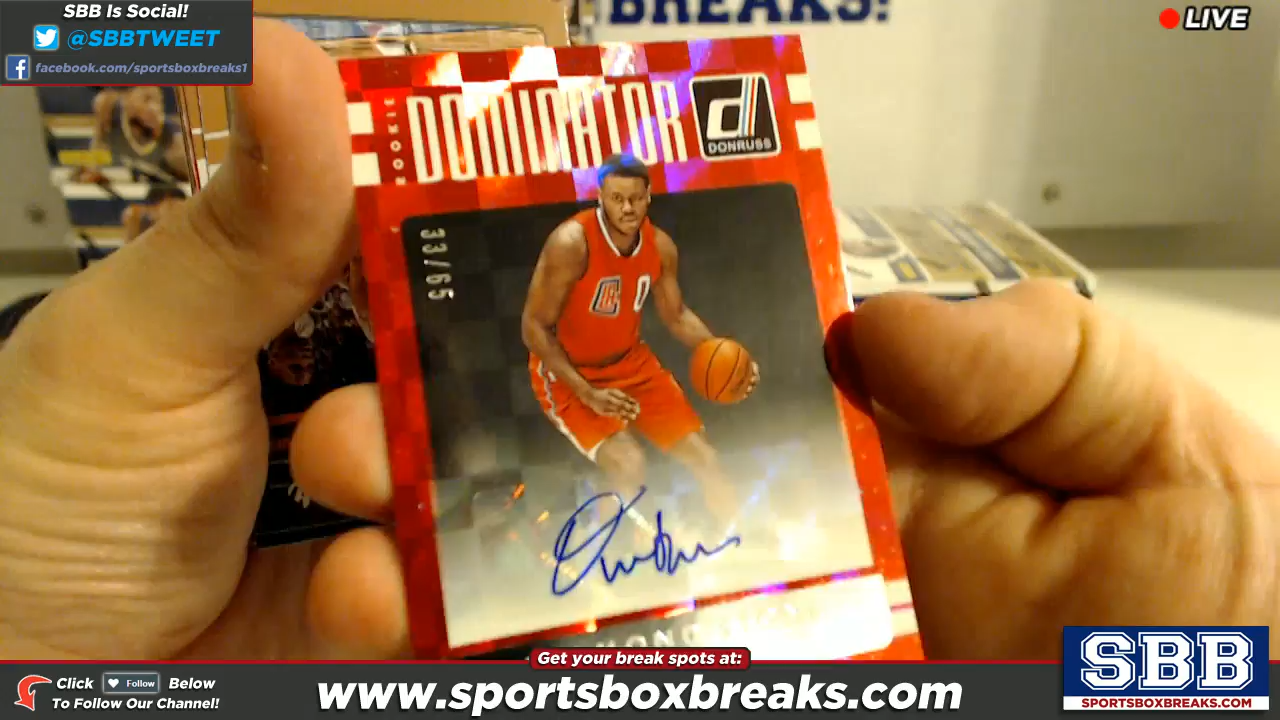 SBB Is Social!
@SBBTWEET
facebook.com/sportsboxbreaks1
BREAKS!
LIVE
ROOKIE
DOMINATOR
d
DONRUSS
33/65
0
Get your break spots at:
Click Follow Below
To Follow Our Channel!
www.sportsboxbreaks.com
SBB
SPORTSBOXBREAKS.COM